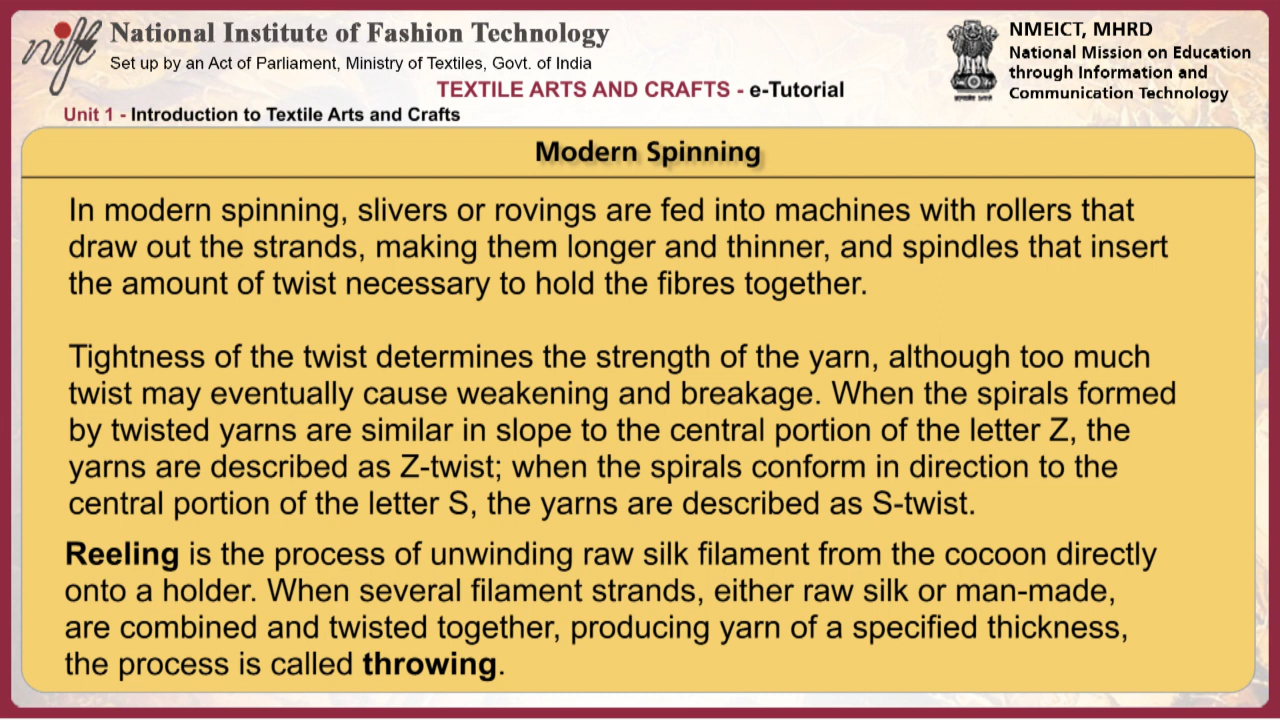 nift
National Institute of Fashion Technology
Set up by an Act of Parliament, Ministry of Textiles, Govt. of India
NMEICT, MHRD
National Mission on Education
through Information and
Communication Technology
TEXTILE ARTS AND CRAFTS - e-Tutorial
Unit 1 - Introduction to Textile Arts and Crafts
Modern Spinning
In modern spinning, slivers or rovings are fed into machines with rollers that
draw out the strands, making them longer and thinner, and spindles that insert
the amount of twist necessary to hold the fibres together.
Tightness of the twist determines the strength of the yarn, although too much
twist may eventually cause weakening and breakage. When the spirals formed
by twisted yarns are similar in slope to the central portion of the letter Z, the
yarns are described as Z-twist; when the spirals conform in direction to the
central portion of the letter S, the yarns are described as S-twist.
Reeling is the process of unwinding raw silk filament from the cocoon directly
onto a holder. When several filament strands, either raw silk or man-made,
are combined and twisted together, producing yarn of a specified thickness,
the process is called throwing.